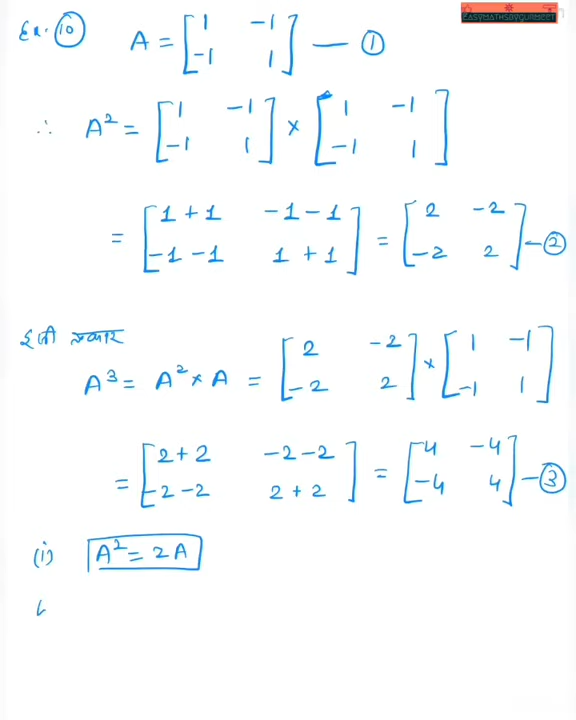 EASYMATHSBYGURMEET
Ex. 10 A = [1 -1; -1 1] — 1
∴ A² = [1 -1; -1 1] × [1 -1; -1 1]
= [1+1 -1-1; -1-1 1+1] = [2 -2; -2 2] — 2
इसी प्रकार
A³ = A² × A = [2 -2; -2 2] × [1 -1; -1 1]
= [2+2 -2-2; -2-2 2+2] = [4 -4; -4 4] — 3
(i) A² = 2A
(